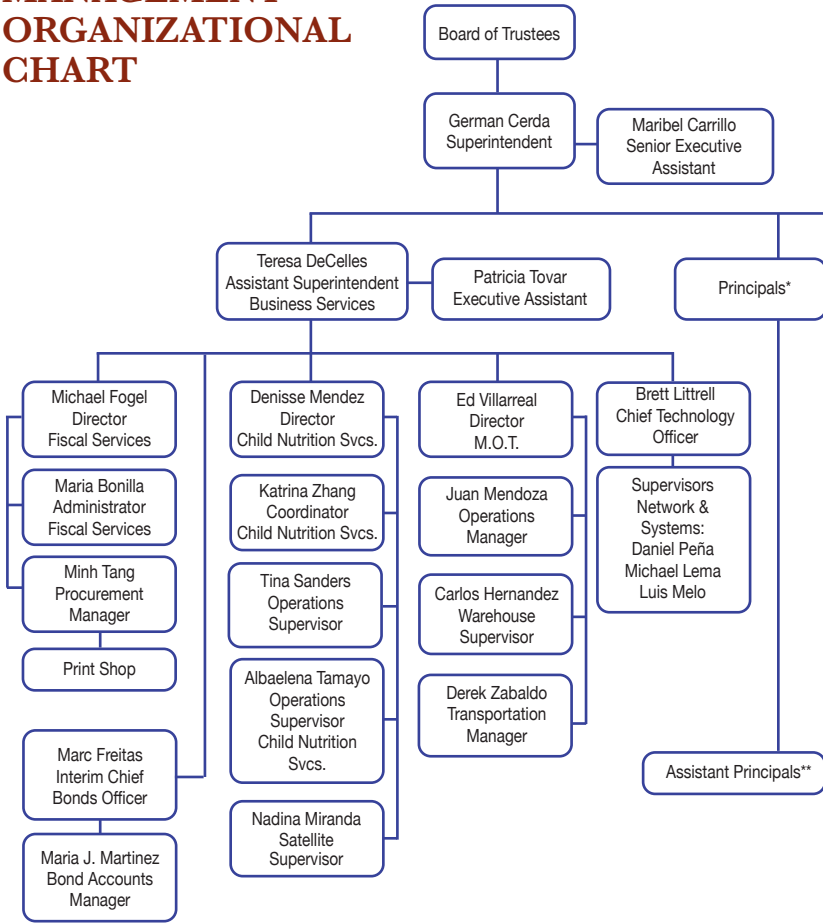 ORGANIZATIONAL
CHART
Board of Trustees
German Cerda
Superintendent
Maribel Carrillo
Senior Executive
Assistant
Teresa DeCelles
Assistant Superintendent
Business Services
Patricia Tovar
Executive Assistant
Principals*
Michael Fogel
Director
Fiscal Services
Maria Bonilla
Administrator
Fiscal Services
Minh Tang
Procurement
Manager
Print Shop
Marc Freitas
Interim Chief
Bonds Officer
Maria J. Martinez
Bond Accounts
Manager
Denisse Mendez
Director
Child Nutrition Svcs.
Katrina Zhang
Coordinator
Child Nutrition Svcs.
Tina Sanders
Operations
Supervisor
Albaelena Tamayo
Operations
Supervisor
Child Nutrition
Svcs.
Nadina Miranda
Satellite
Supervisor
Ed Villarreal
Director
M.O.T.
Juan Mendoza
Operations
Manager
Carlos Hernandez
Warehouse
Supervisor
Derek Zabaldo
Transportation
Manager
Brett Littrell
Chief Technology
Officer
Supervisors
Network &
Systems:
Daniel Peña
Michael Lema
Luis Melo
Assistant Principals**